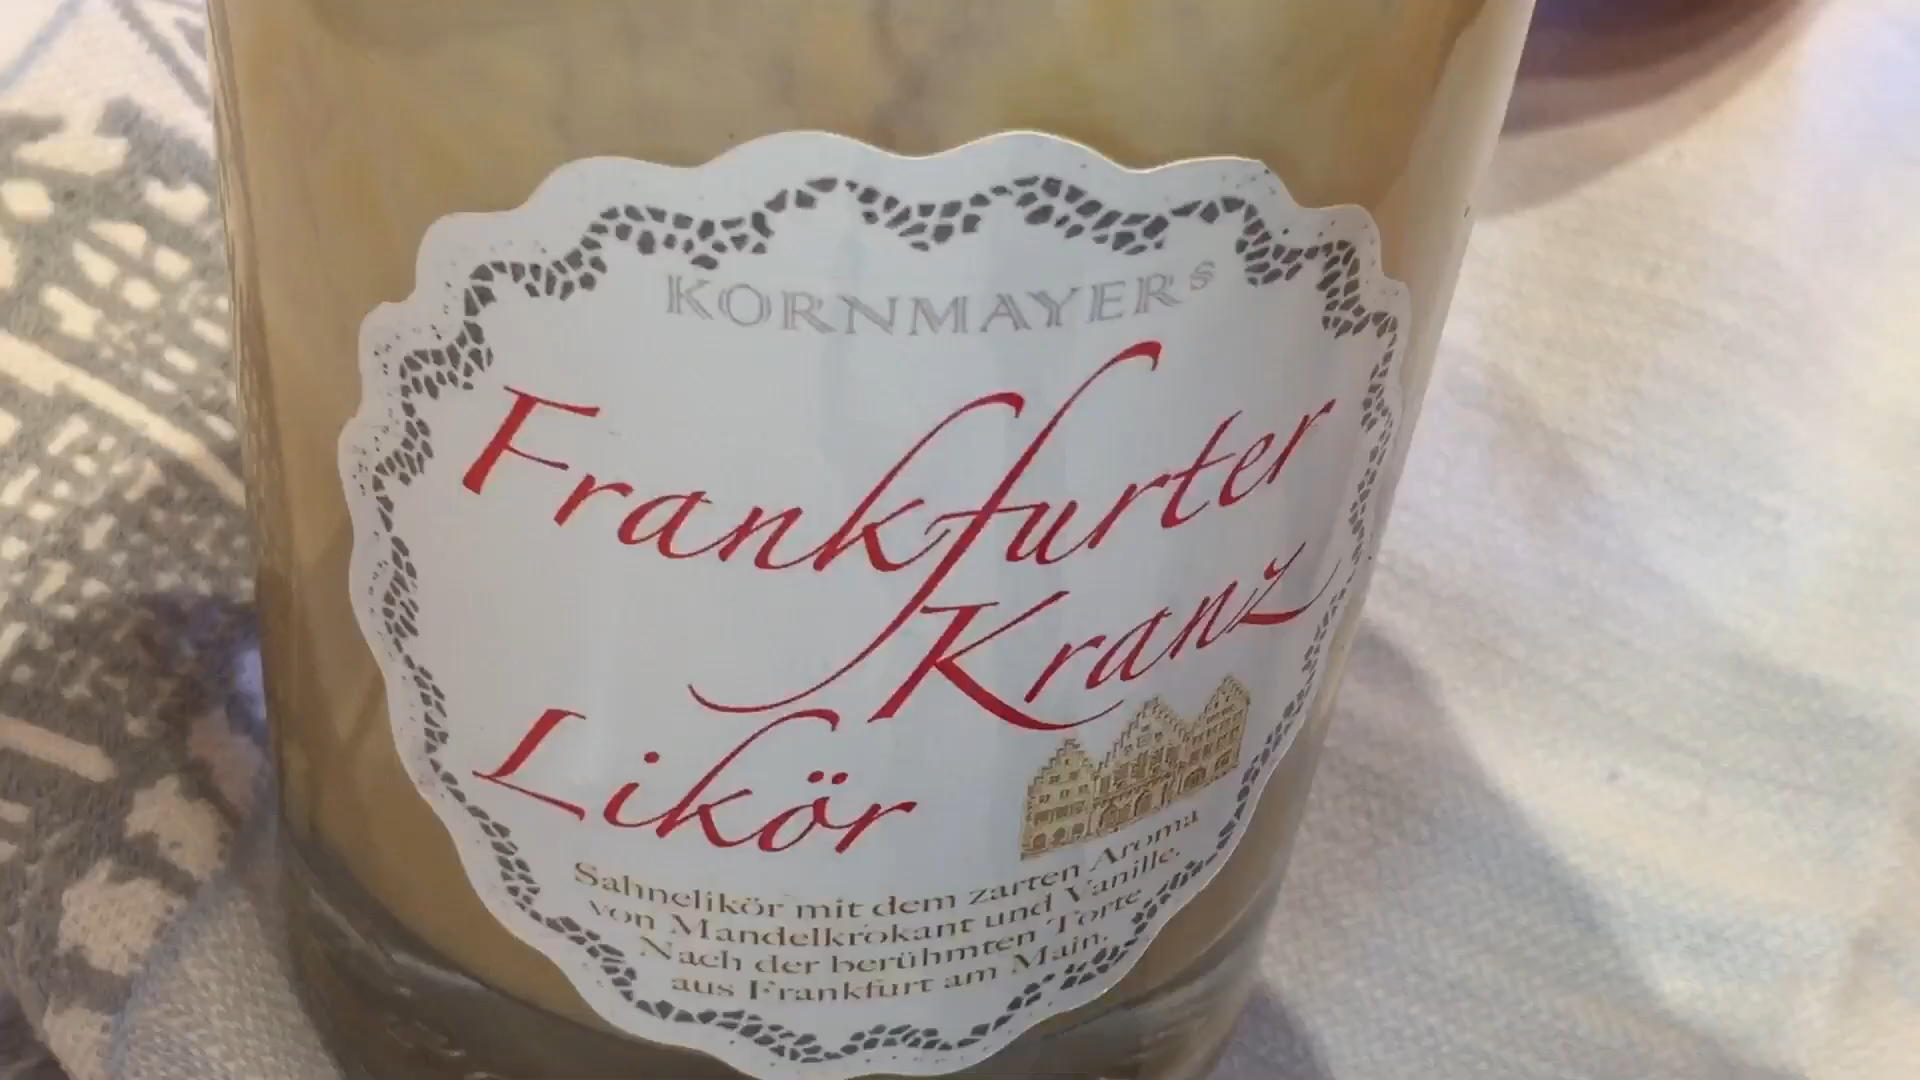 KORNMAYERS
Frankfurter
Kranz
Likör
Sahnelikör mit dem zarten Aroma
von Mandelkrokant und Vanille.
Nach der berühmten Torte
aus Frankfurt am Main.